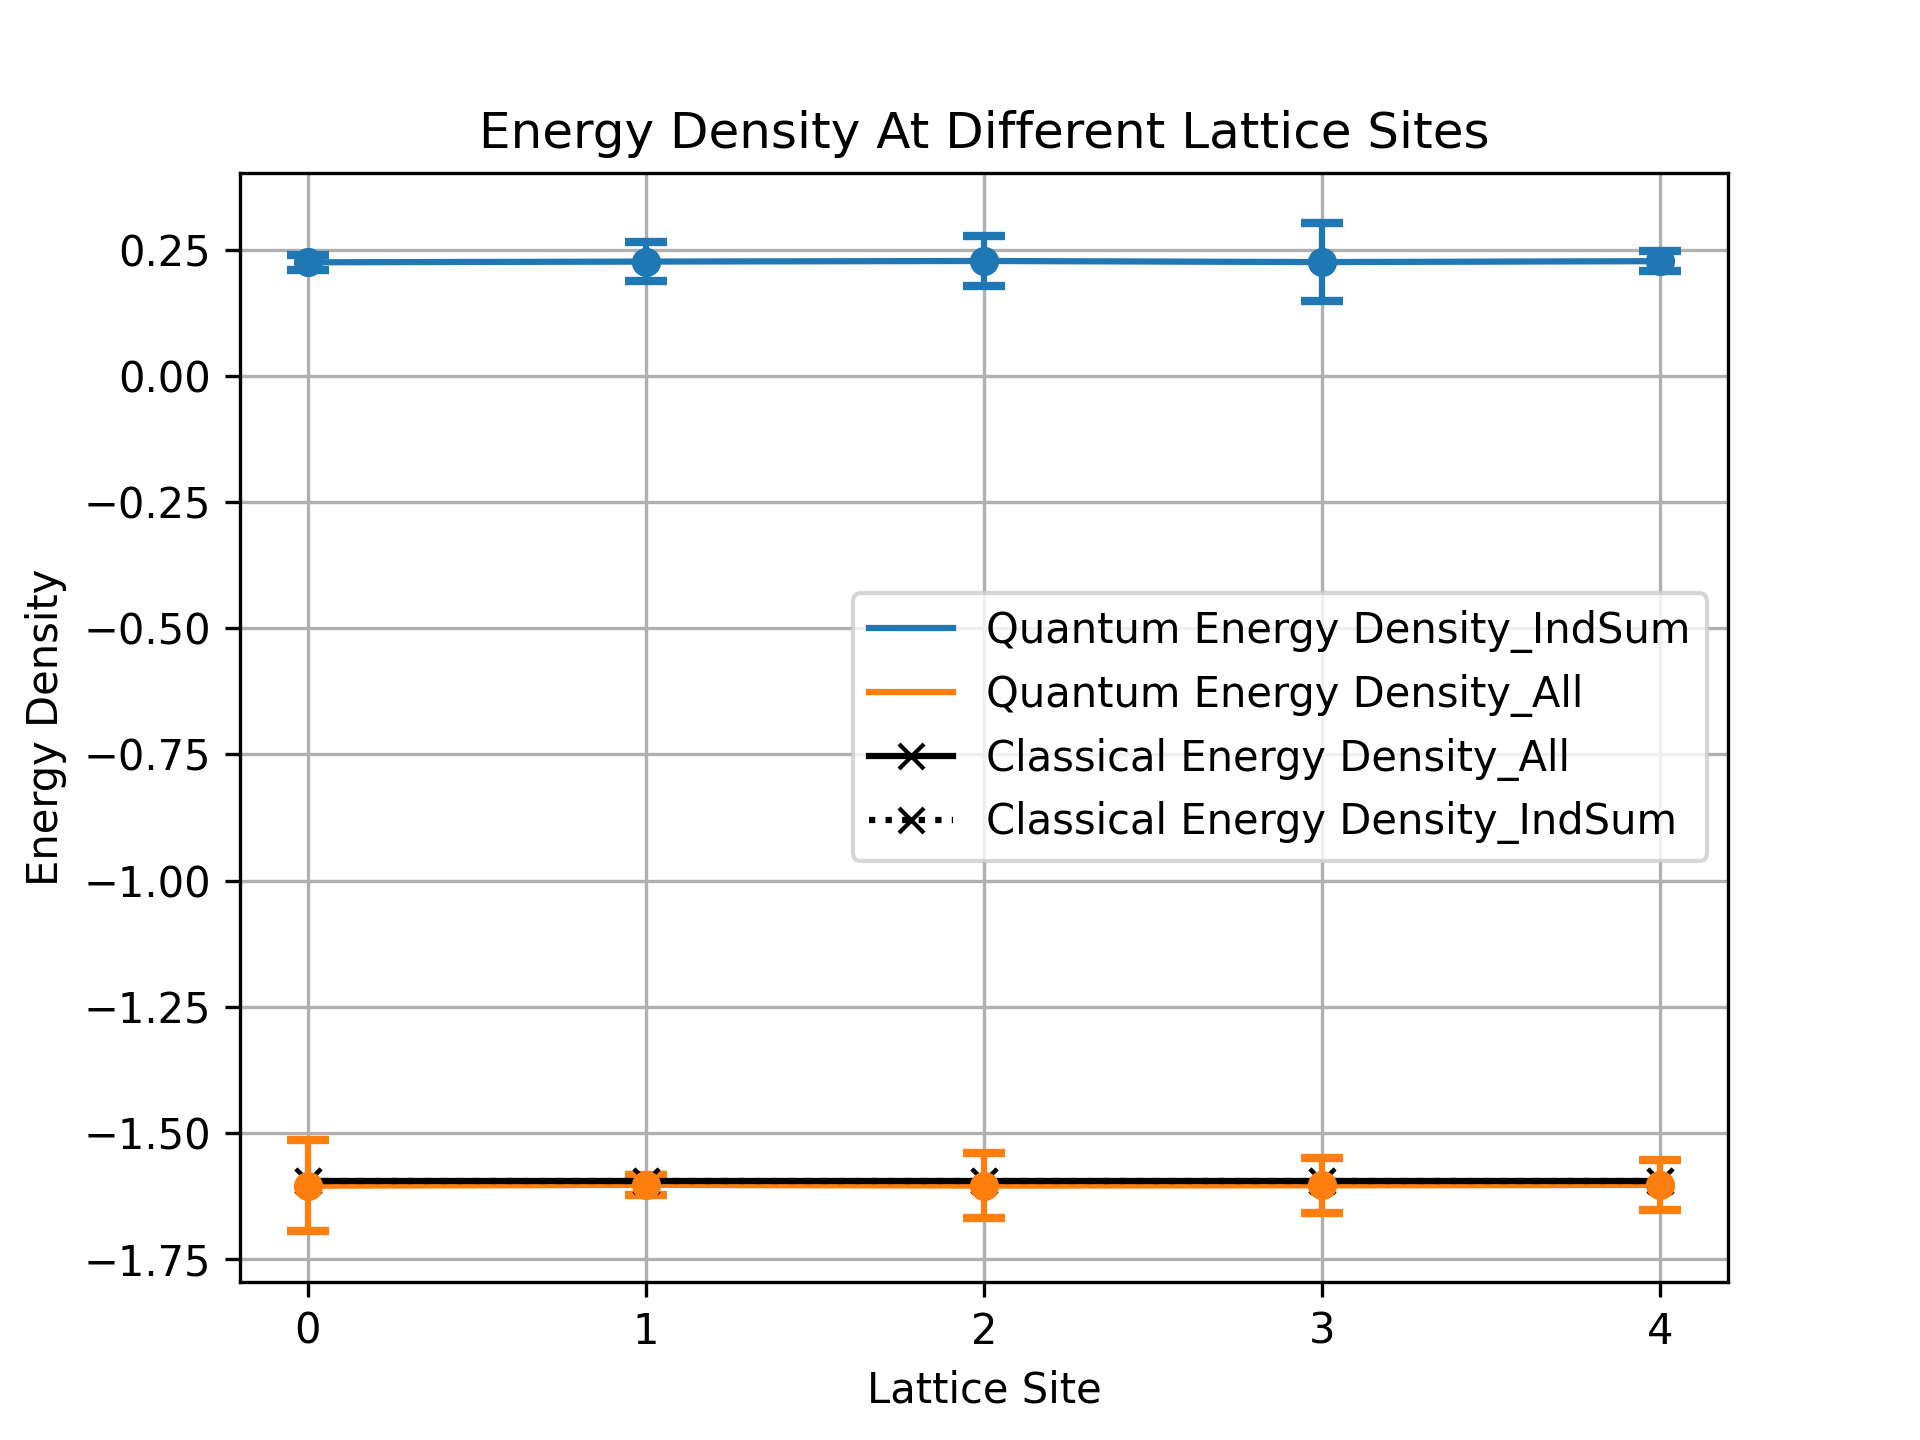 Energy Density At Different Lattice Sites
0.25
0.00
−0.25
−0.50
−0.75
−1.00
−1.25
−1.50
−1.75
Energy Density
Quantum Energy Density_IndSum
Quantum Energy Density_All
Classical Energy Density_All
Classical Energy Density_IndSum
0 1 2 3 4
Lattice Site